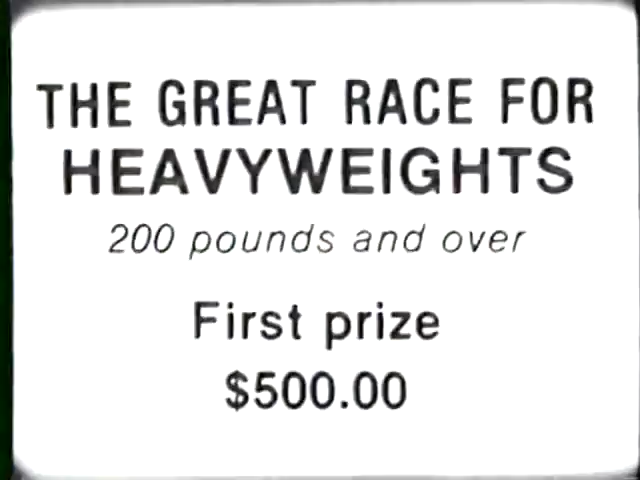 THE GREAT RACE FOR
HEAVYWEIGHTS
200 pounds and over
First prize
$500.00